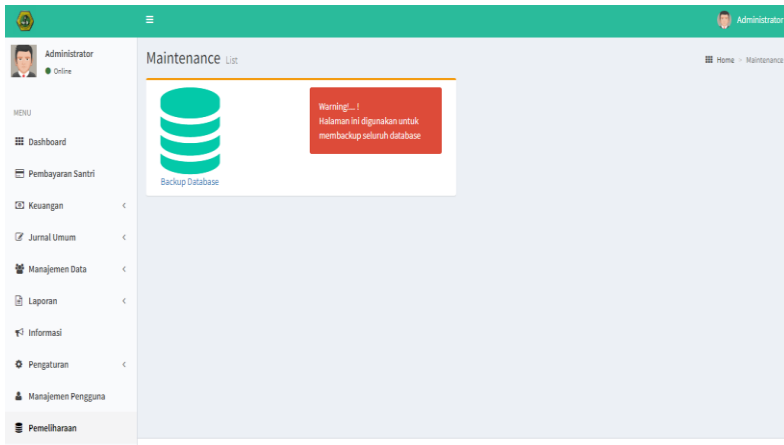 Administrator
Administrator
Online
MENU
Dashboard
Pembayaran Santri
Keuangan
Jurnal Umum
Manajemen Data
Laporan
Informasi
Pengaturan
Manajemen Pengguna
Pemeliharaan
Maintenance List
Home > Maintenance
Warning!... !
Halaman ini digunakan untuk
membackup seluruh database
Backup Database